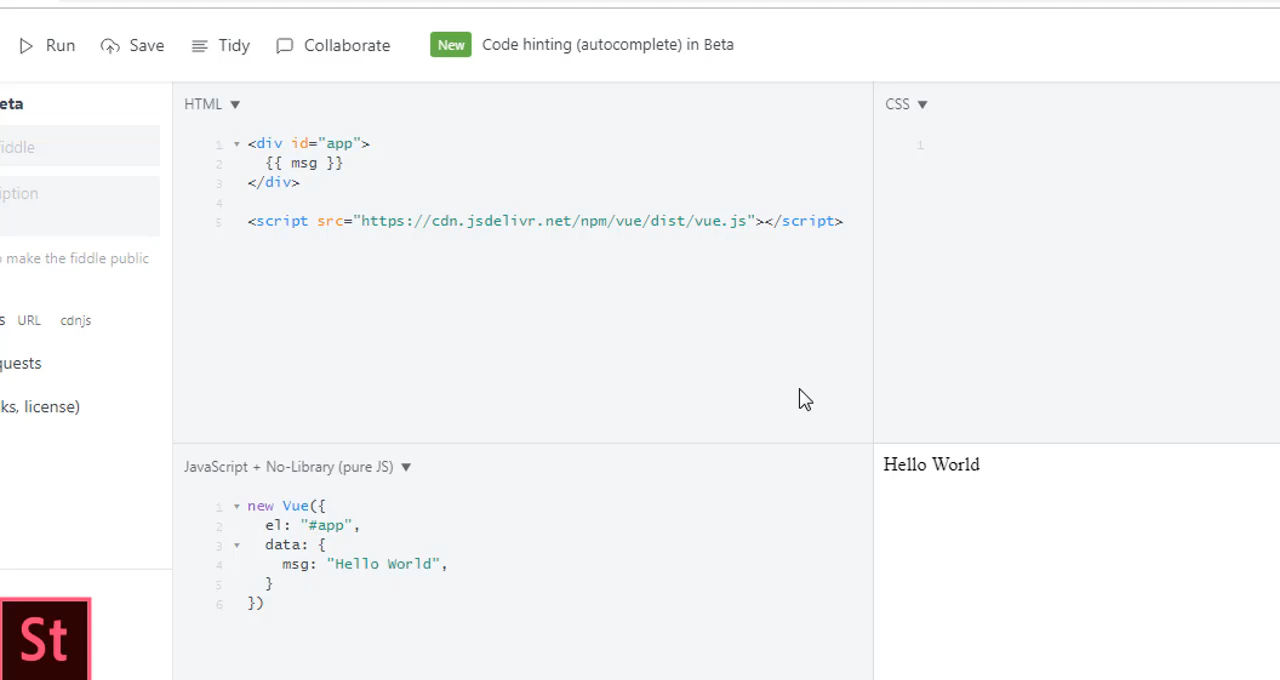 Run Save Tidy Collaborate New Code hinting (autocomplete) in Beta
eta
iddle
iption
o make the fiddle public
s URL cdnjs
quests
ks, license)
St
HTML ▼
1 ▾ <div id="app">
2 {{ msg }}
3 </div>
4
5 <script src="https://cdn.jsdelivr.net/npm/vue/dist/vue.js"></script>
CSS ▼
1
JavaScript + No-Library (pure JS) ▼
1 ▾ new Vue({
2 el: "#app",
3 ▾ data: {
4 msg: "Hello World",
5 }
6 })
Hello World